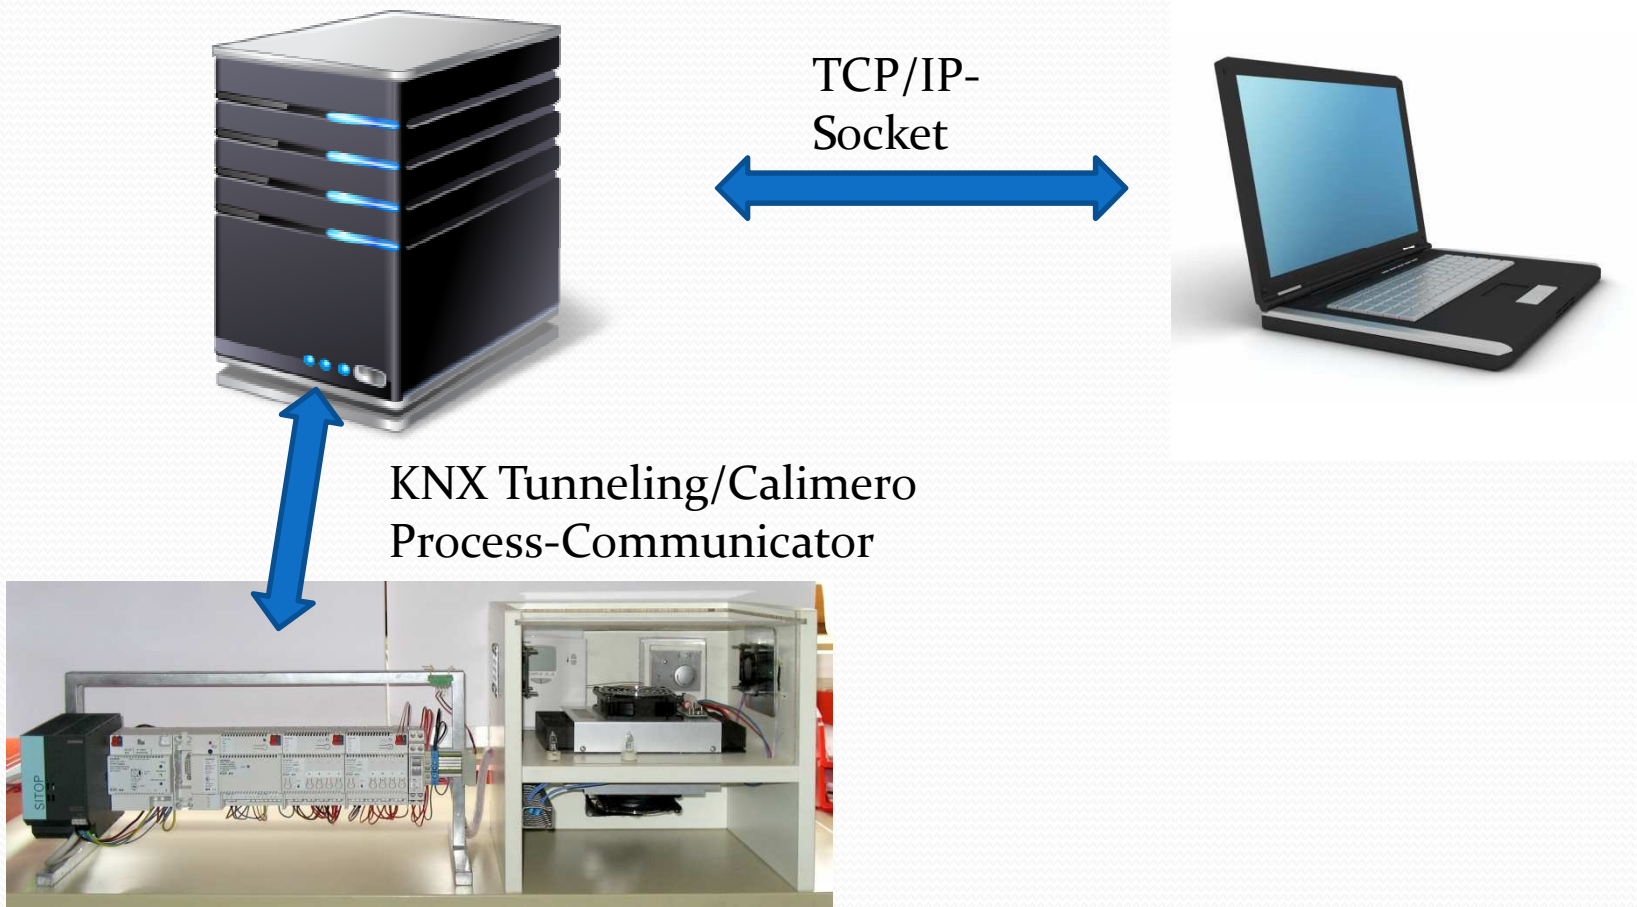 TCP/IP-
Socket
KNX Tunneling/Calimero
Process-Communicator
SITOP